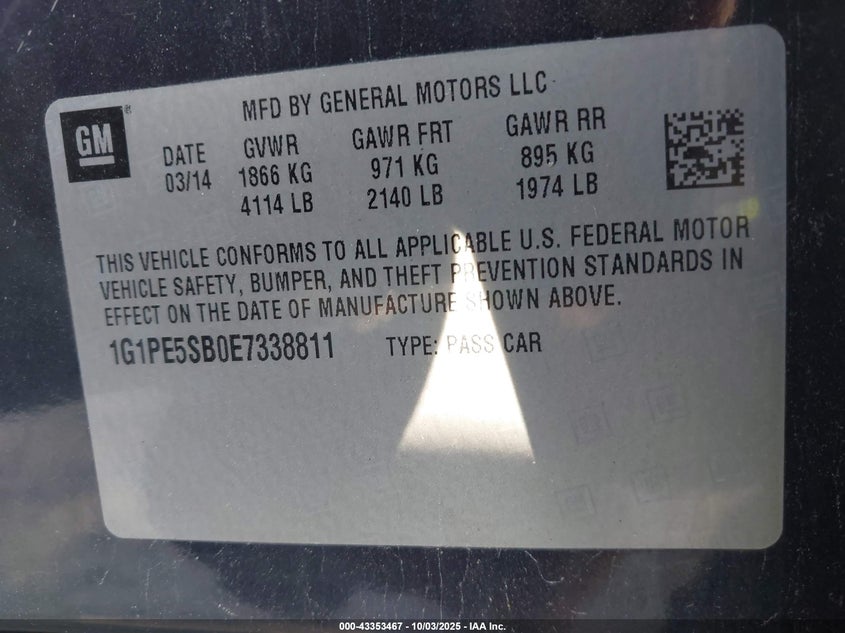 MFD BY GENERAL MOTORS LLC
GM®
DATE GVWR GAWR FRT GAWR RR
03/14 1866 KG 971 KG 895 KG
4114 LB 2140 LB 1974 LB
THIS VEHICLE CONFORMS TO ALL APPLICABLE U.S. FEDERAL MOTOR
VEHICLE SAFETY, BUMPER, AND THEFT PREVENTION STANDARDS IN
EFFECT ON THE DATE OF MANUFACTURE SHOWN ABOVE.
1G1PE5SB0E7338811 TYPE: PASS CAR
000-43353467 - 10/03/2025 - IAA Inc.